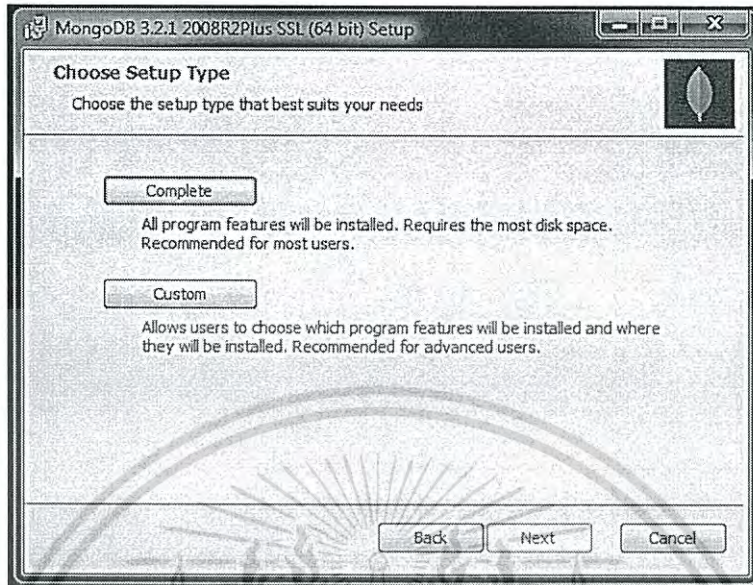 MongoDB 3.2.1 2008R2Plus SSL (64 bit) Setup
Choose Setup Type
Choose the setup type that best suits your needs
Complete
All program features will be installed. Requires the most disk space.
Recommended for most users.
Custom
Allows users to choose which program features will be installed and where
they will be installed. Recommended for advanced users.
Back
Next
Cancel